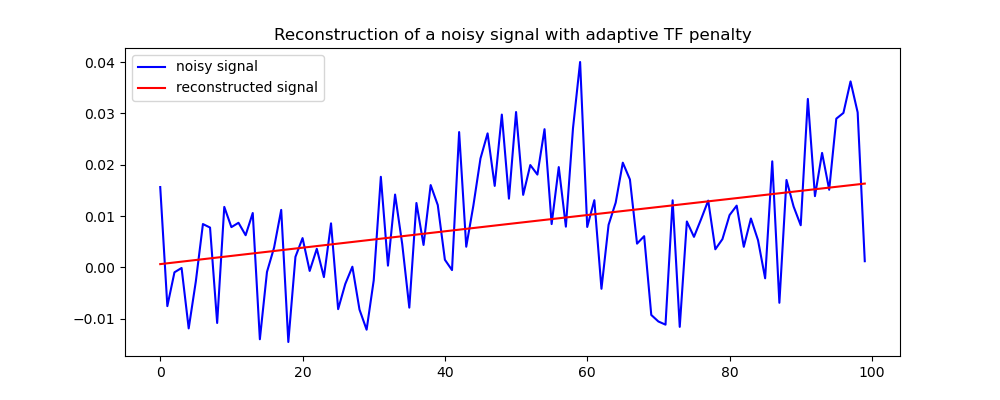 Reconstruction of a noisy signal with adaptive TF penalty
noisy signal
reconstructed signal
0.04
0.03
0.02
0.01
0.00
−0.01
0 20 40 60 80 100